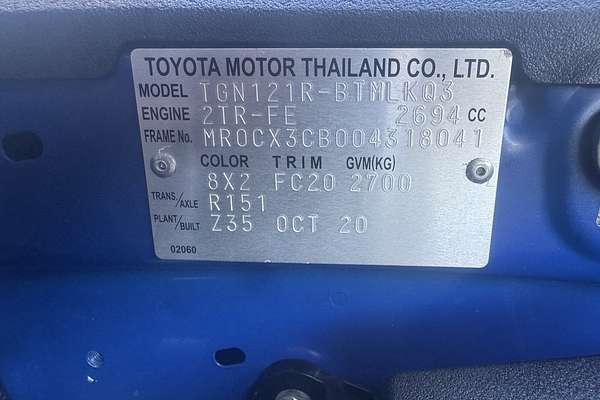 TOYOTA MOTOR THAILAND CO., LTD.
MODEL TGN121R-BTMLKQ3
ENGINE 2TR-FE 2694 CC
FRAME No. MR0CX3CB004318041
COLOR TRIM GVM(KG)
8X2 FC20 2700
TRANS/AXLE R151
PLANT/BUILT Z35 OCT 20
02060